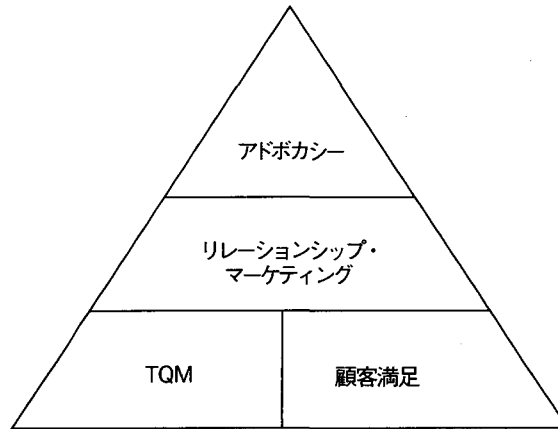 アドボカシー
リレーションシップ・
マーケティング
TQM
顧客満足